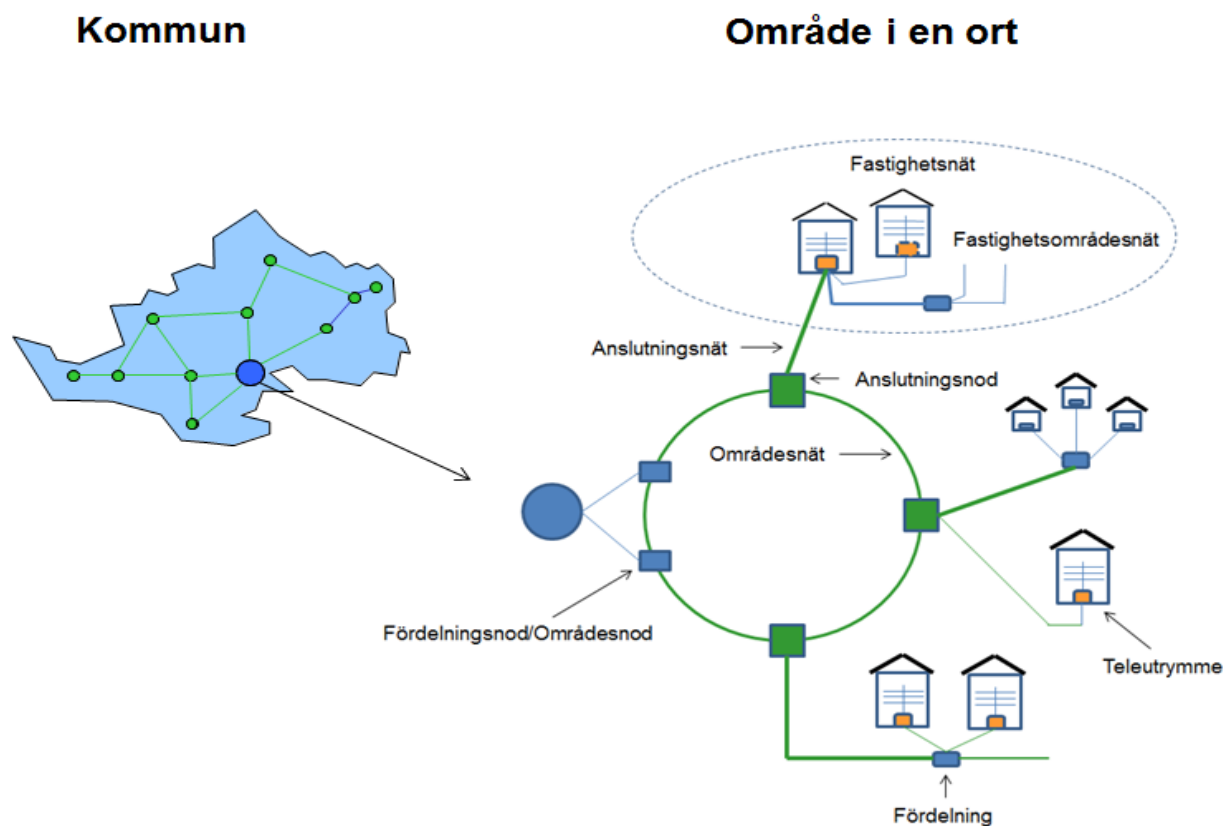 Kommun
Område i en ort
Fastighetsnät
Fastighetsområdesnät
Anslutningsnät
Anslutningsnod
Områdesnät
Fördelningsnod/Områdesnod
Teleutrymme
Fördelning